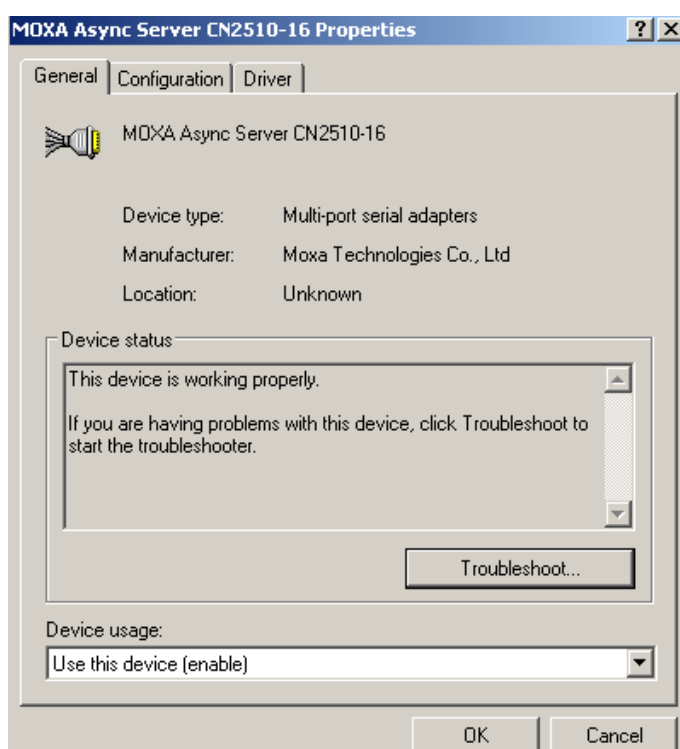 MOXA Async Server CN2510-16 Properties
General Configuration Driver
MOXA Async Server CN2510-16
Device type: Multi-port serial adapters
Manufacturer: Moxa Technologies Co., Ltd
Location: Unknown
Device status
This device is working properly.
If you are having problems with this device, click Troubleshoot to
start the troubleshooter.
Troubleshoot...
Device usage:
Use this device (enable)
OK Cancel